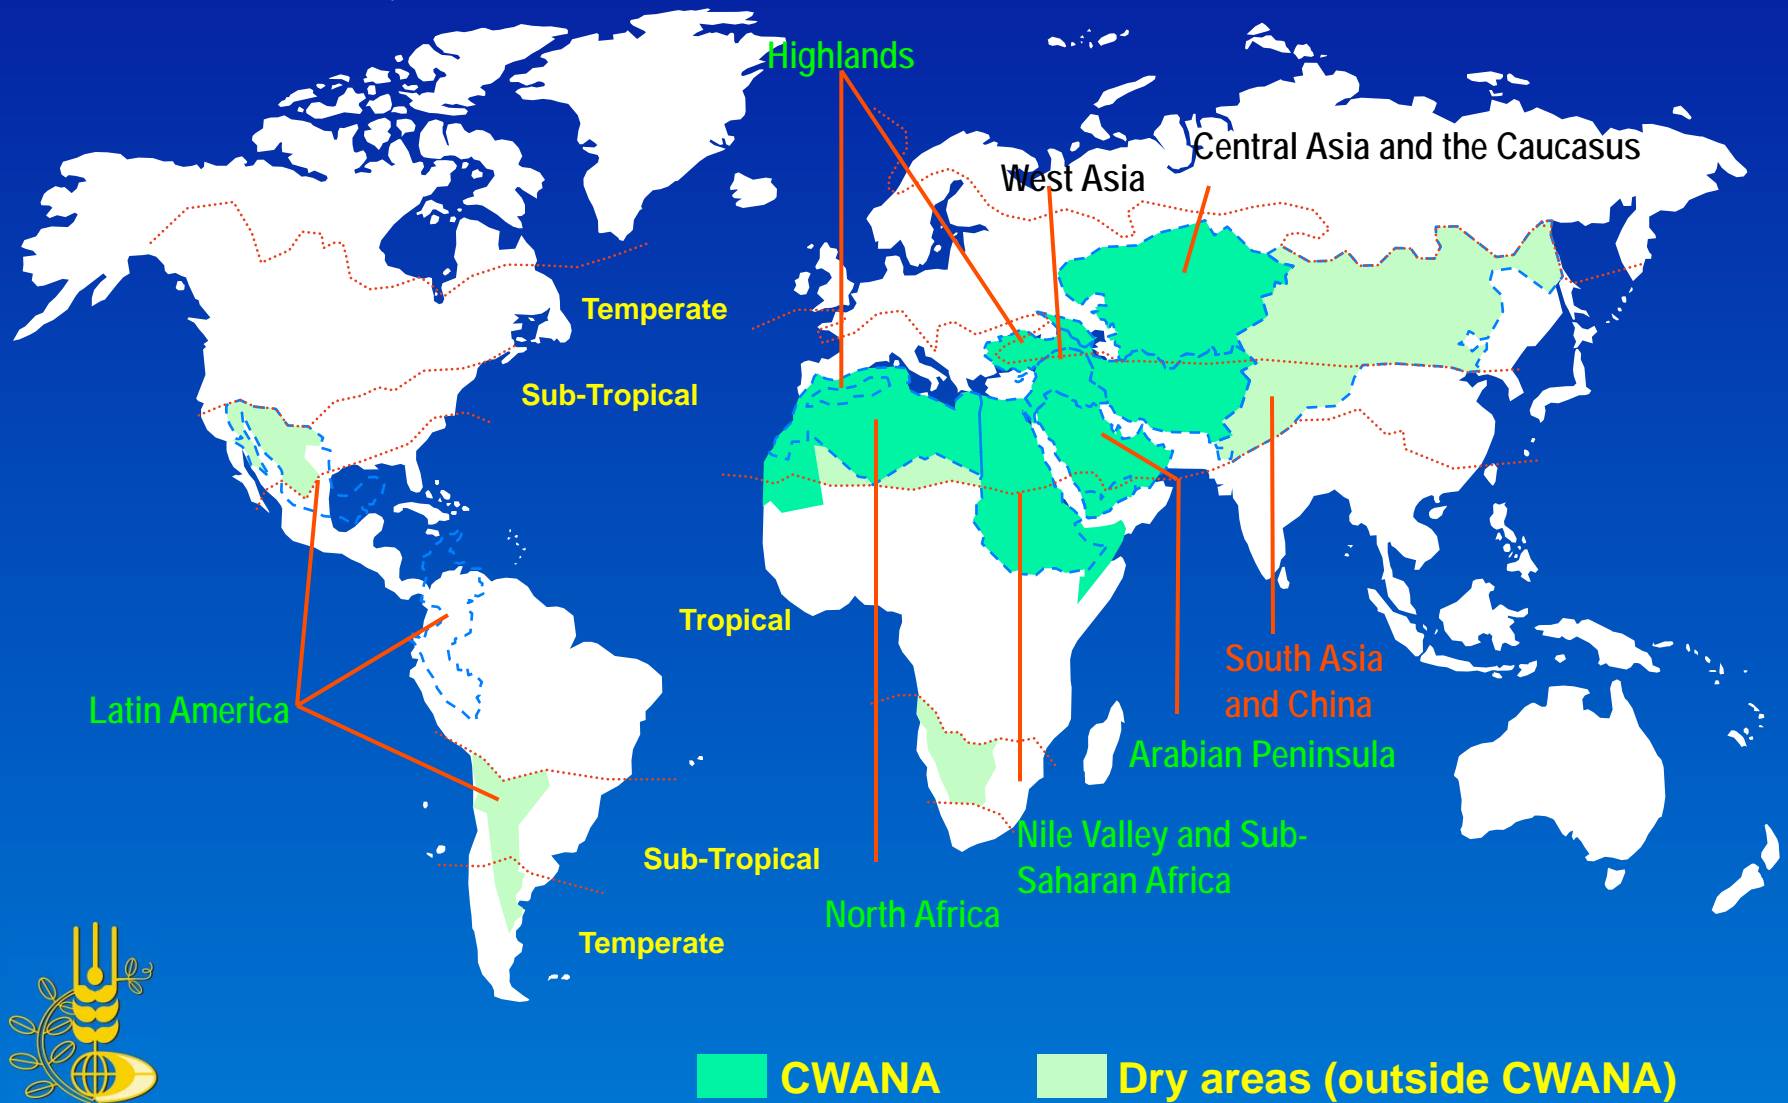 Highlands
Central Asia and the Caucasus
West Asia
Temperate
Sub-Tropical
Tropical
South Asia
and China
Latin America
Arabian Peninsula
Nile Valley and Sub-
Saharan Africa
Sub-Tropical
North Africa
Temperate
CWANA
Dry areas (outside CWANA)